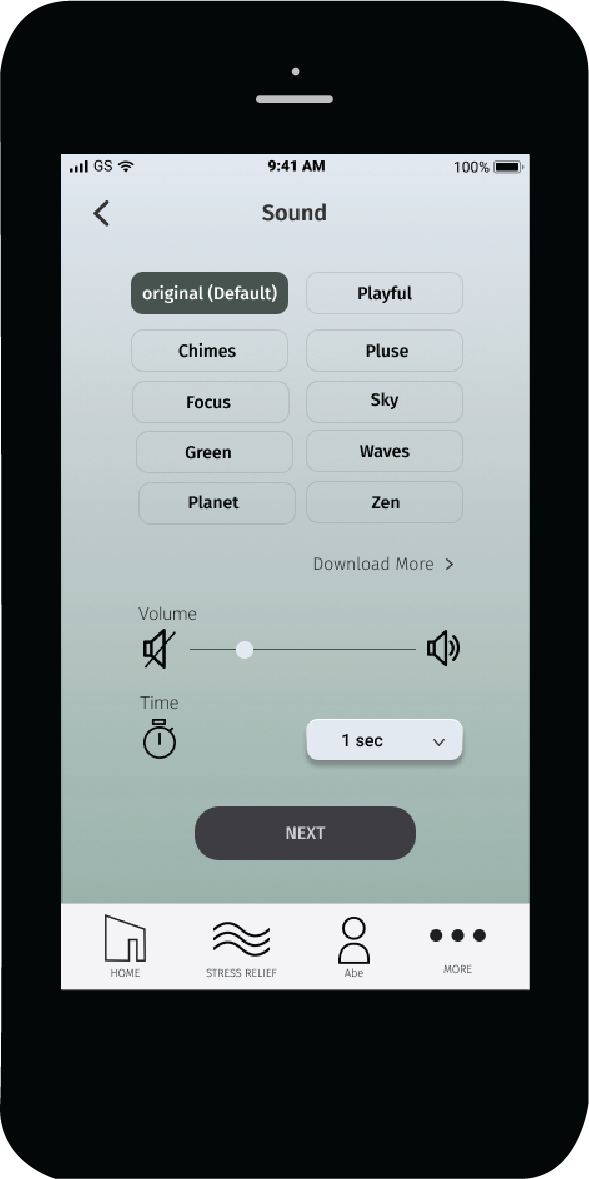 GS 9:41 AM 100%
Sound
original (Default) Playful
Chimes Pluse
Focus Sky
Green Waves
Planet Zen
Download More >
Volume
Time
1 sec
NEXT
HOME STRESS RELIEF Abe MORE